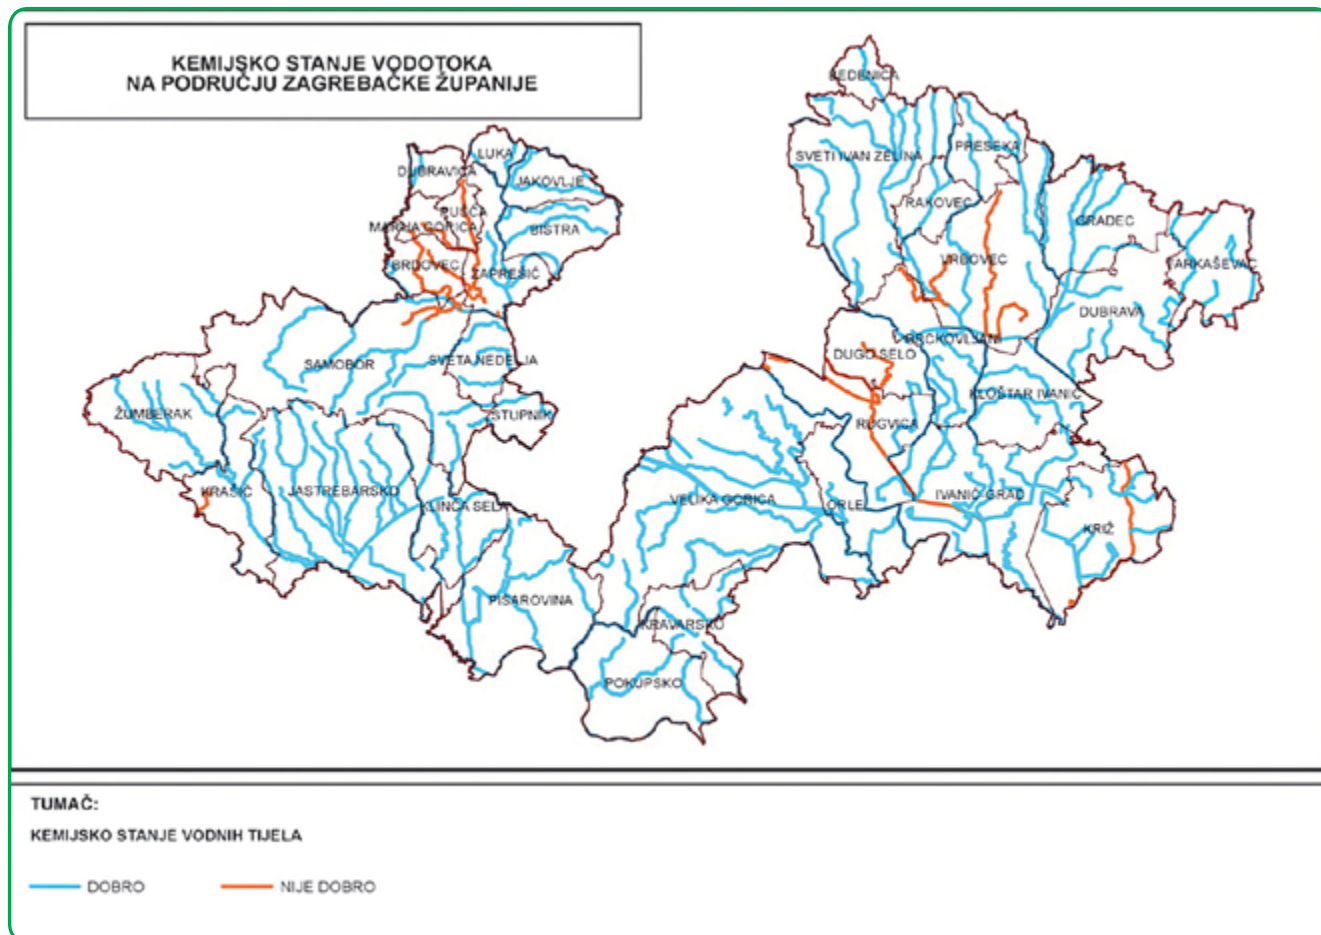 KEMIJSKO STANJE VODOTOKA
NA PODRUČJU ZAGREBAČKE ŽUPANIJE
BEDENICA
LUKA
PRESEKA
SVETI IVAN ZELINA
DUBRAVICA
JAKOVLJE
RAKOVEC
PUŠĆA
GRADEC
MARIJA GORICA
BISTRA
VRBOVEC
FARKAŠEVAC
BRDOVEC
ZAPREŠIĆ
DUBRAVA
BRCKOVLJANI
DUGO SELO
SAMOBOR
SVETA NEDELJA
KLOŠTAR IVANIĆ
ŽUMBERAK
STUPNIK
RUGVICA
KRAŠIĆ
JASTREBARSKO
KLINČA SELA
VELIKA GORICA
ORLE
IVANIĆ-GRAD
KRIŽ
PISAROVINA
KRAVARSKO
POKUPSKO
TUMAČ:
KEMIJSKO STANJE VODNIH TIJELA
DOBRO
NIJE DOBRO